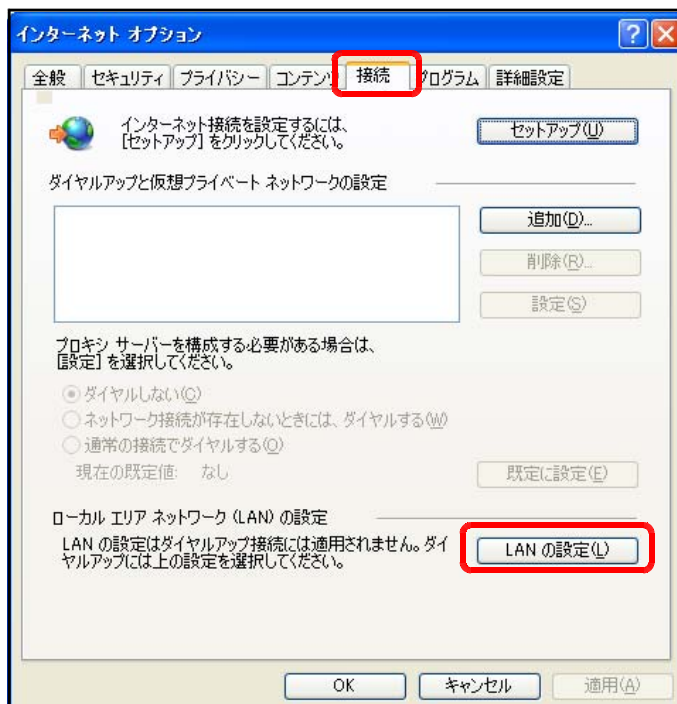 インターネット オプション
全般 セキュリティ プライバシー コンテンツ 接続 プログラム 詳細設定
インターネット接続を設定するには、
[セットアップ] をクリックしてください。
セットアップ(U)
ダイヤルアップと仮想プライベート ネットワークの設定
追加(D)...
削除(R)...
設定(S)
プロキシ サーバーを構成する必要がある場合は、
[設定] を選択してください。
ダイヤルしない(C)
ネットワーク接続が存在しないときには、ダイヤルする(W)
通常の接続でダイヤルする(O)
現在の既定値: なし
既定に設定(E)
ローカル エリア ネットワーク (LAN) の設定
LAN の設定はダイヤルアップ接続には適用されません。ダイ
ヤルアップには上の設定を選択してください。
LAN の設定(L)
OK キャンセル 適用(A)